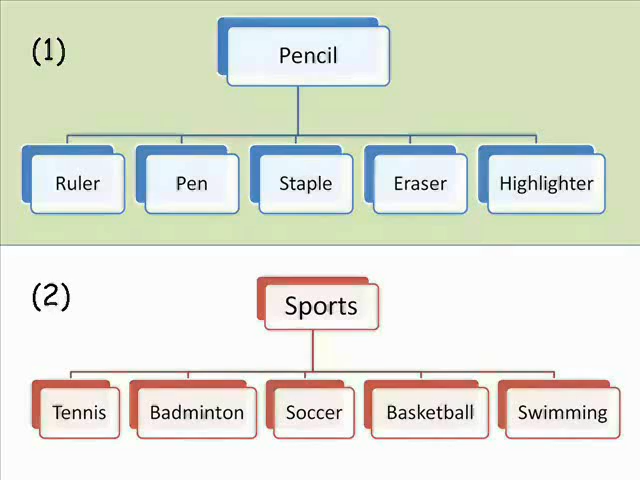 (1)
Pencil
Ruler
Pen
Staple
Eraser
Highlighter
(2)
Sports
Tennis
Badminton
Soccer
Basketball
Swimming